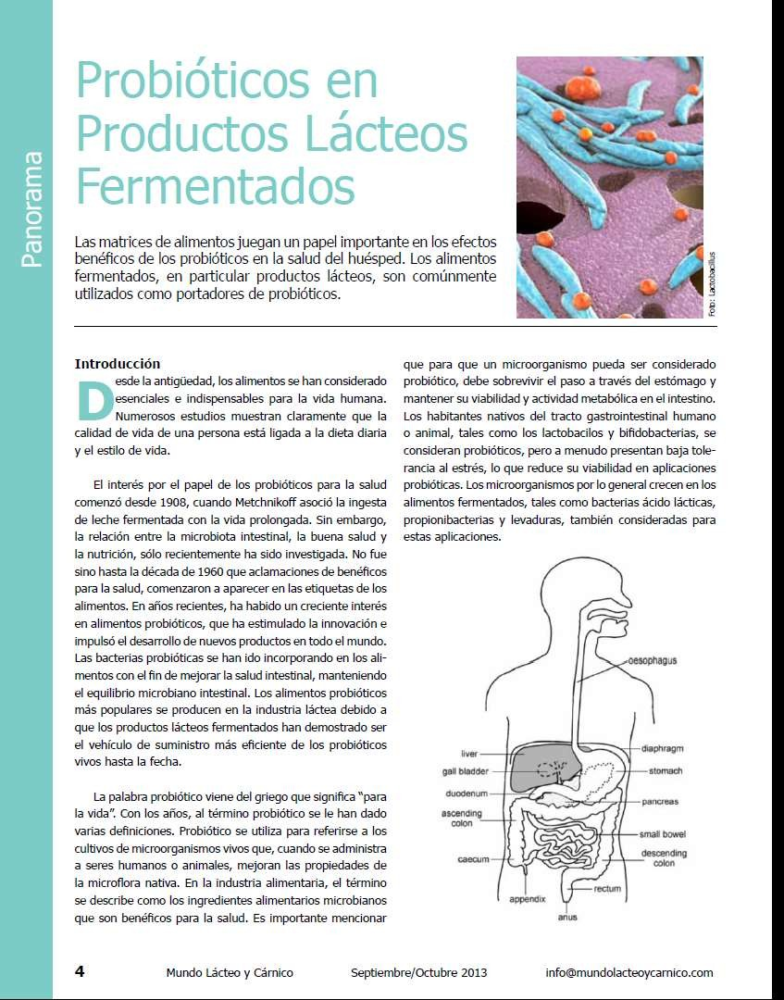 Panorama
Probióticos en
Productos Lácteos
Fermentados
Las matrices de alimentos juegan un papel importante en los efectos
benéficos de los probióticos en la salud del huésped. Los alimentos
fermentados, en particular productos lácteos, son comúnmente
utilizados como portadores de probióticos.
Foto: Lactobacillus
Introducción
Desde la antigüedad, los alimentos se han considerado
esenciales e indispensables para la vida humana.
Numerosos estudios muestran claramente que la
calidad de vida de una persona está ligada a la dieta diaria
y el estilo de vida.
El interés por el papel de los probióticos para la salud
comenzó desde 1908, cuando Metchnikoff asoció la ingesta
de leche fermentada con la vida prolongada. Sin embargo,
la relación entre la microbiota intestinal, la buena salud y
la nutrición, sólo recientemente ha sido investigada. No fue
sino hasta la década de 1960 que aclamaciones de benéficos
para la salud, comenzaron a aparecer en las etiquetas de los
alimentos. En años recientes, ha habido un creciente interés
en alimentos probióticos, que ha estimulado la innovación e
impulsó el desarrollo de nuevos productos en todo el mundo.
Las bacterias probióticas se han ido incorporando en los ali-
mentos con el fin de mejorar la salud intestinal, manteniendo
el equilibrio microbiano intestinal. Los alimentos probióticos
más populares se producen en la industria láctea debido a
que los productos lácteos fermentados han demostrado ser
el vehículo de suministro más eficiente de los probióticos
vivos hasta la fecha.
La palabra probiótico viene del griego que significa “para
la vida”. Con los años, al término probiótico se le han dado
varias definiciones. Probiótico se utiliza para referirse a los
cultivos de microorganismos vivos que, cuando se administra
a seres humanos o animales, mejoran las propiedades de
la microflora nativa. En la industria alimentaria, el término
se describe como los ingredientes alimentarios microbianos
que son benéficos para la salud. Es importante mencionar
que para que un microorganismo pueda ser considerado
probiótico, debe sobrevivir el paso a través del estómago y
mantener su viabilidad y actividad metabólica en el intestino.
Los habitantes nativos del tracto gastrointestinal humano
o animal, tales como los lactobacilos y bifidobacterias, se
consideran probióticos, pero a menudo presentan baja tole-
rancia al estrés, lo que reduce su viabilidad en aplicaciones
probióticas. Los microorganismos por lo general crecen en los
alimentos fermentados, tales como bacterias ácido lácticas,
propionibacterias y levaduras, también consideradas para
estas aplicaciones.
oesophagus
liver
diaphragm
gall bladder
stomach
duodenum
pancreas
ascending
colon
small bowel
caecum
descending
colon
rectum
appendix
anus
4 Mundo Lácteo y Cárnico Septiembre/Octubre 2013 info@mundolacteoycarnico.com